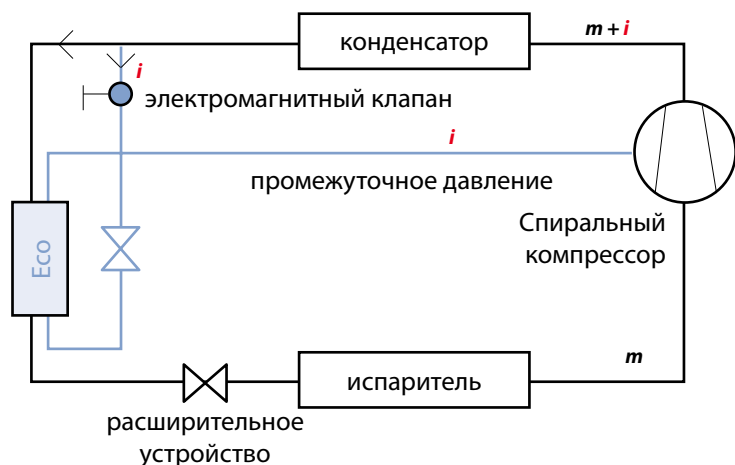 конденсатор
m + i
i
электромагнитный клапан
i
промежуточное давление
Спиральный
компрессор
Eco
m
испаритель
расширительное
устройство